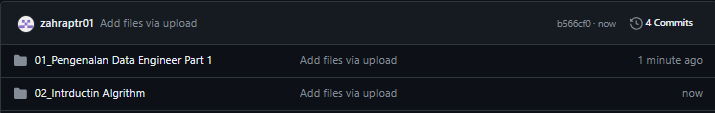 zahraptr01 Add files via upload b566cf0 · now 4 Commits
01_Pengenalan Data Engineer Part 1 Add files via upload 1 minute ago
02_Intrductin Algrithm Add files via upload now